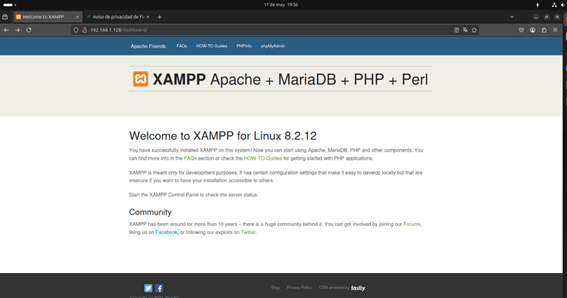 17 de may 19:50
Welcome to XAMPP
Aviso de privacidad de Fi
192.168.1.128/dashboard/
Apache Friends FAQs HOW-TO Guides PHPInfo phpMyAdmin
XAMPP Apache + MariaDB + PHP + Perl
Welcome to XAMPP for Linux 8.2.12
You have successfully installed XAMPP on this system! Now you can start using Apache, MariaDB, PHP and other components. You
can find more info in the FAQs section or check the HOW-TO Guides for getting started with PHP applications.
XAMPP is meant only for development purposes. It has certain configuration settings that make it easy to develop locally but that are
insecure if you want to have your installation accessible to others.
Start the XAMPP Control Panel to check the server status.
Community
XAMPP has been around for more than 10 years – there is a huge community behind it. You can get involved by joining our Forums,
liking us on Facebook, or following our exploits on Twitter.
Blog Privacy Policy CDN provided by fastly